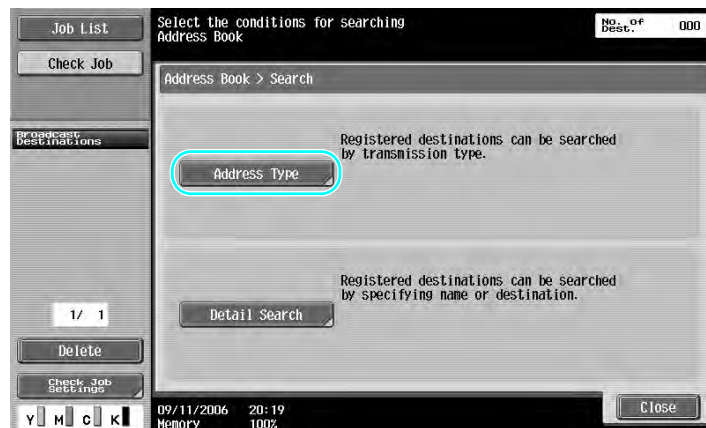 Job List
Check Job
Select the conditions for searching
Address Book
No. of
Dest.
000
Address Book > Search
Broadcast
Destinations
Registered destinations can be searched
by transmission type.
Address Type
Registered destinations can be searched
by specifying name or destination.
Detail Search
1/ 1
Delete
Check Job
Settings
Y M C K
09/11/2006 20:19
Memory 100%
Close